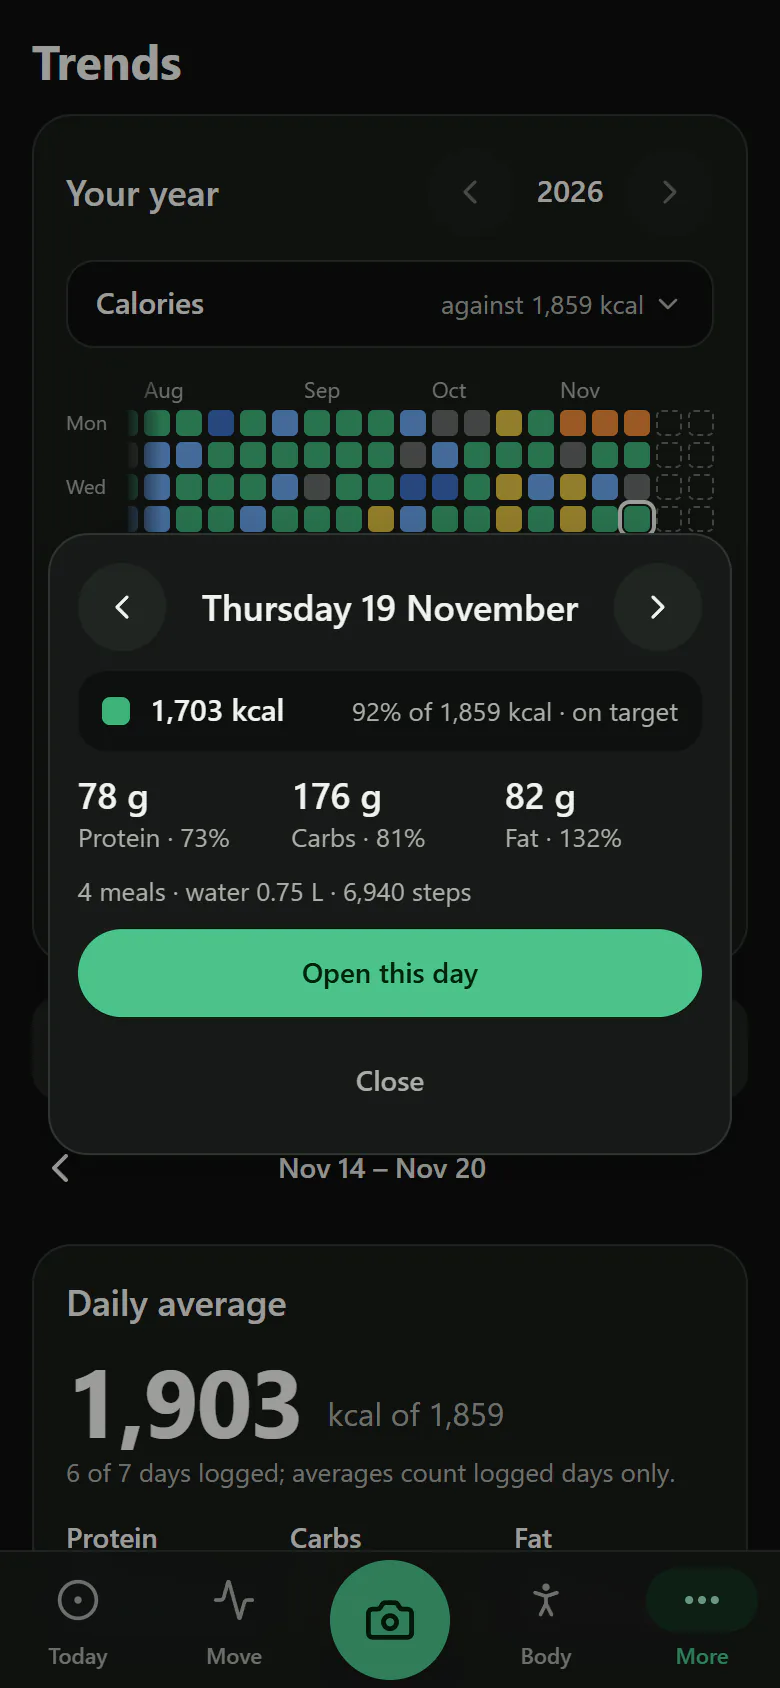 Trends
Your year
2026
Calories
against 1,859 kcal
Aug Sep Oct Nov
Mon
Wed
Thursday 19 November
1,703 kcal
92% of 1,859 kcal · on target
78 g 176 g 82 g
Protein · 73% Carbs · 81% Fat · 132%
4 meals · water 0.75 L · 6,940 steps
Open this day
Close
Nov 14 – Nov 20
Daily average
1,903 kcal of 1,859
6 of 7 days logged; averages count logged days only.
Protein Carbs Fat
Today Move Body More